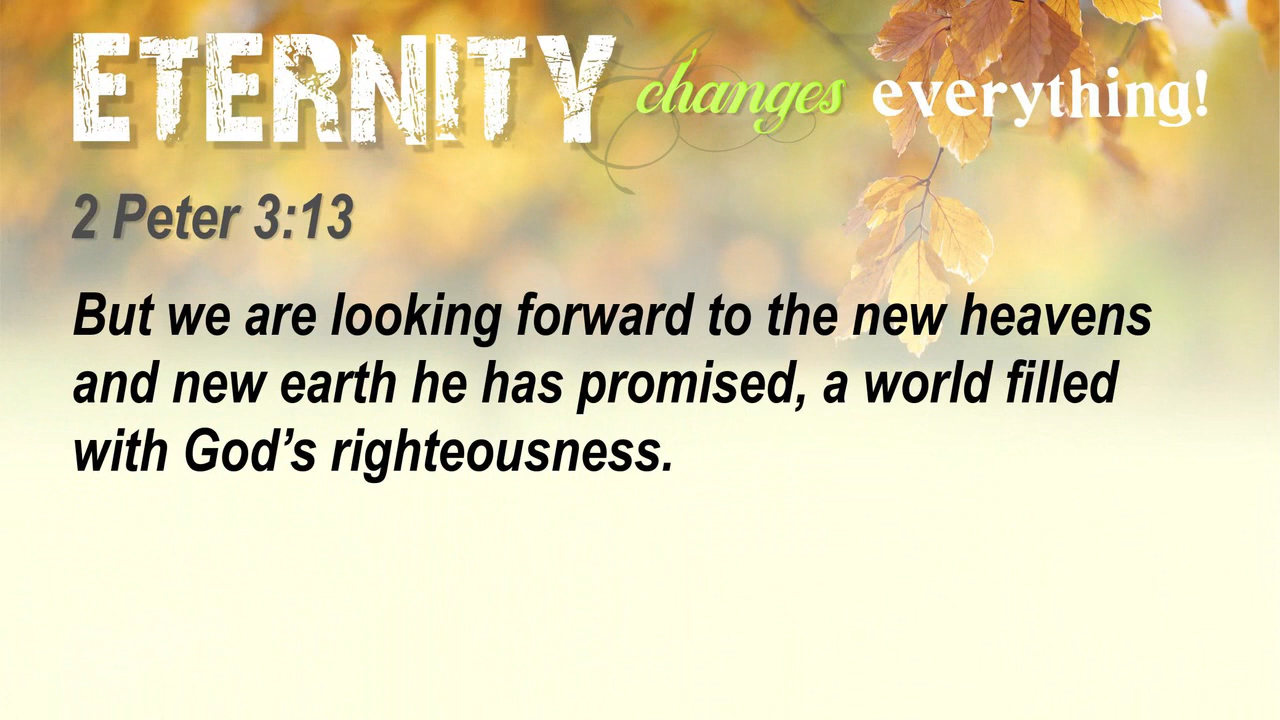 ETERNITY changes everything!
2 Peter 3:13
But we are looking forward to the new heavens
and new earth he has promised, a world filled
with God’s righteousness.